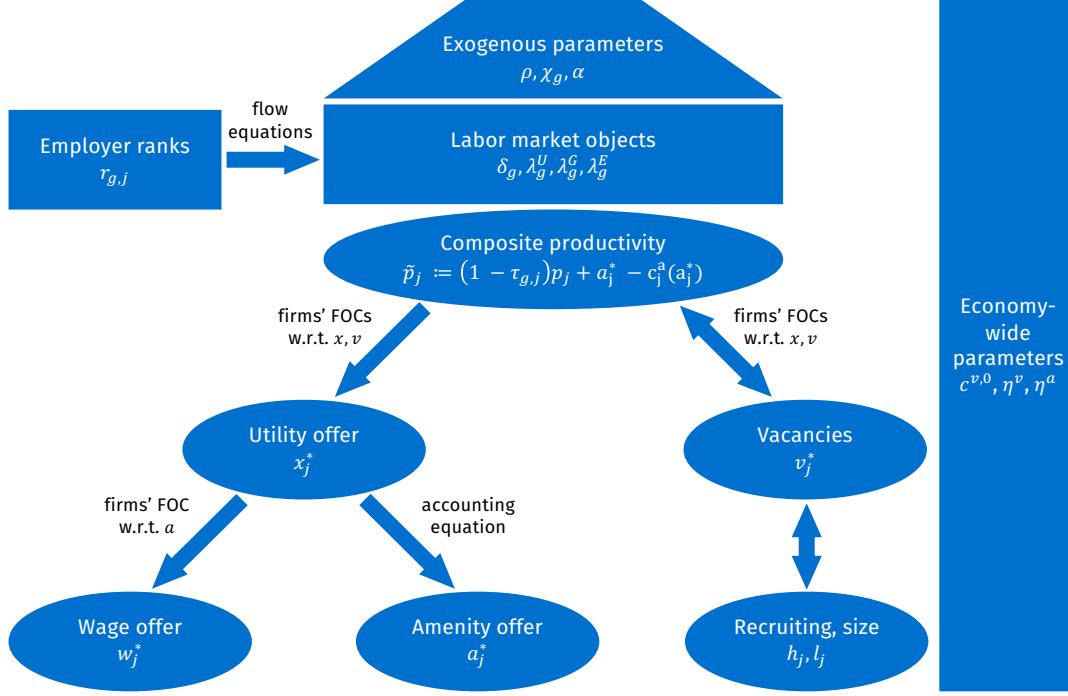 Exogenous parameters
ρ, χ_g, α
flow
equations
Employer ranks
r_{g,j}
Labor market objects
δ_g, λ_g^U, λ_g^G, λ_g^E
Composite productivity
p̃_j ≔ (1 − τ_{g,j})p_j + a_j^* − c_j^a(a_j^*)
firms’ FOCs
w.r.t. x, v
firms’ FOCs
w.r.t. x, v
Economy-
wide
parameters
c^{v,0}, η^v, η^a
Utility offer
x_j^*
Vacancies
v_j^*
firms’ FOC
w.r.t. a
accounting
equation
Wage offer
w_j^*
Amenity offer
a_j^*
Recruiting, size
h_j, l_j